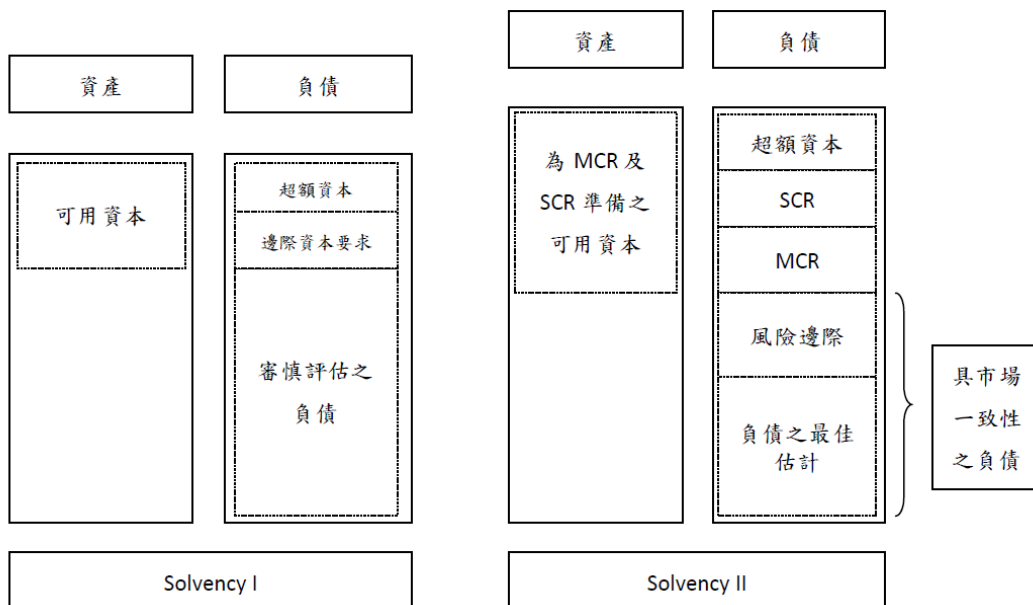 資產
負債
可用資本
超額資本
邊際資本要求
審慎評估之
負債
Solvency I
資產
負債
為 MCR 及
SCR 準備之
可用資本
超額資本
SCR
MCR
風險邊際
負債之最佳
估計
具市場
一致性
之負債
Solvency II